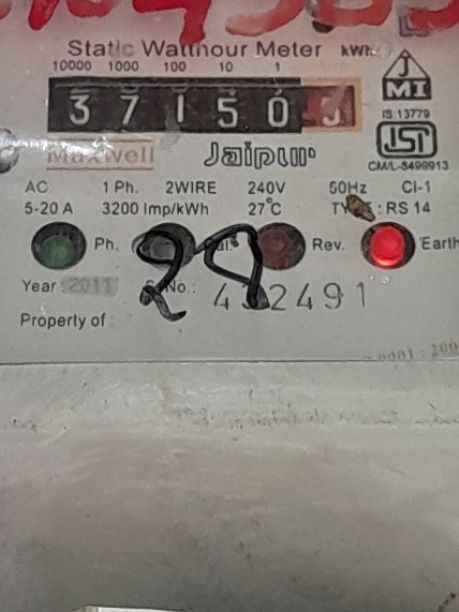 Static Watthour Meter kWh
10000 1000 100 10 1
3 7 1 5 0
J
MI
IS:13779
Maxwell Jaipur
ISI
CM/L-8499913
AC 1 Ph. 2WIRE 240V 50Hz Cl-1
5-20 A 3200 Imp/kWh 27°C : RS 14
Ph. Rev. Earth
28
Year : 2011 No.: 2491
Property of :